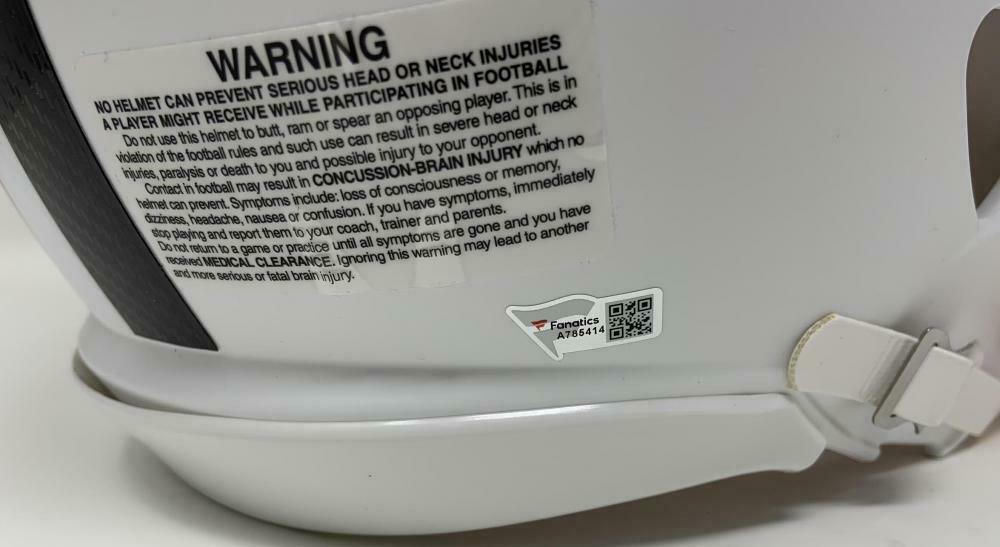 WARNING
NO HELMET CAN PREVENT SERIOUS HEAD OR NECK INJURIES
A PLAYER MIGHT RECEIVE WHILE PARTICIPATING IN FOOTBALL
Do not use this helmet to butt, ram or spear an opposing player. This is in
violation of the football rules and such use can result in severe head or neck
injuries, paralysis or death to you and possible injury to your opponent.
Contact in football may result in CONCUSSION-BRAIN INJURY which no
helmet can prevent. Symptoms include: loss of consciousness or memory,
dizziness, headache, nausea or confusion. If you have symptoms, immediately
stop playing and report them to your coach, trainer and parents.
Do not return to a game or practice until all symptoms are gone and you have
received MEDICAL CLEARANCE. Ignoring this warning may lead to another
and more serious or fatal brain injury.
Fanatics
A785414